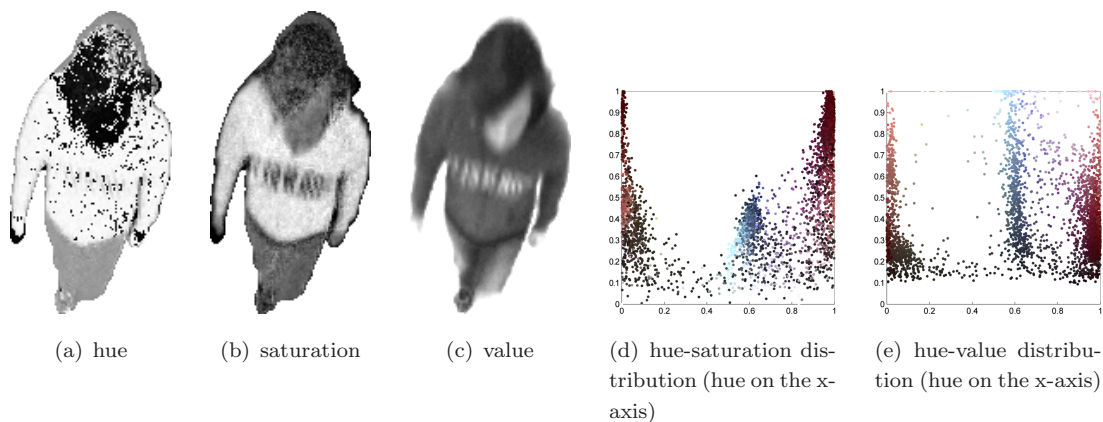 1
0.9
0.8
0.7
0.6
0.5
0.4
0.3
0.2
0.1
0
0 0.2 0.4 0.6 0.8 1
1
0.9
0.8
0.7
0.6
0.5
0.4
0.3
0.2
0.1
0
0 0.2 0.4 0.6 0.8 1
(a) hue
(b) saturation
(c) value
(d) hue-saturation dis-
tribution (hue on the x-
axis)
(e) hue-value distribu-
tion (hue on the x-axis)